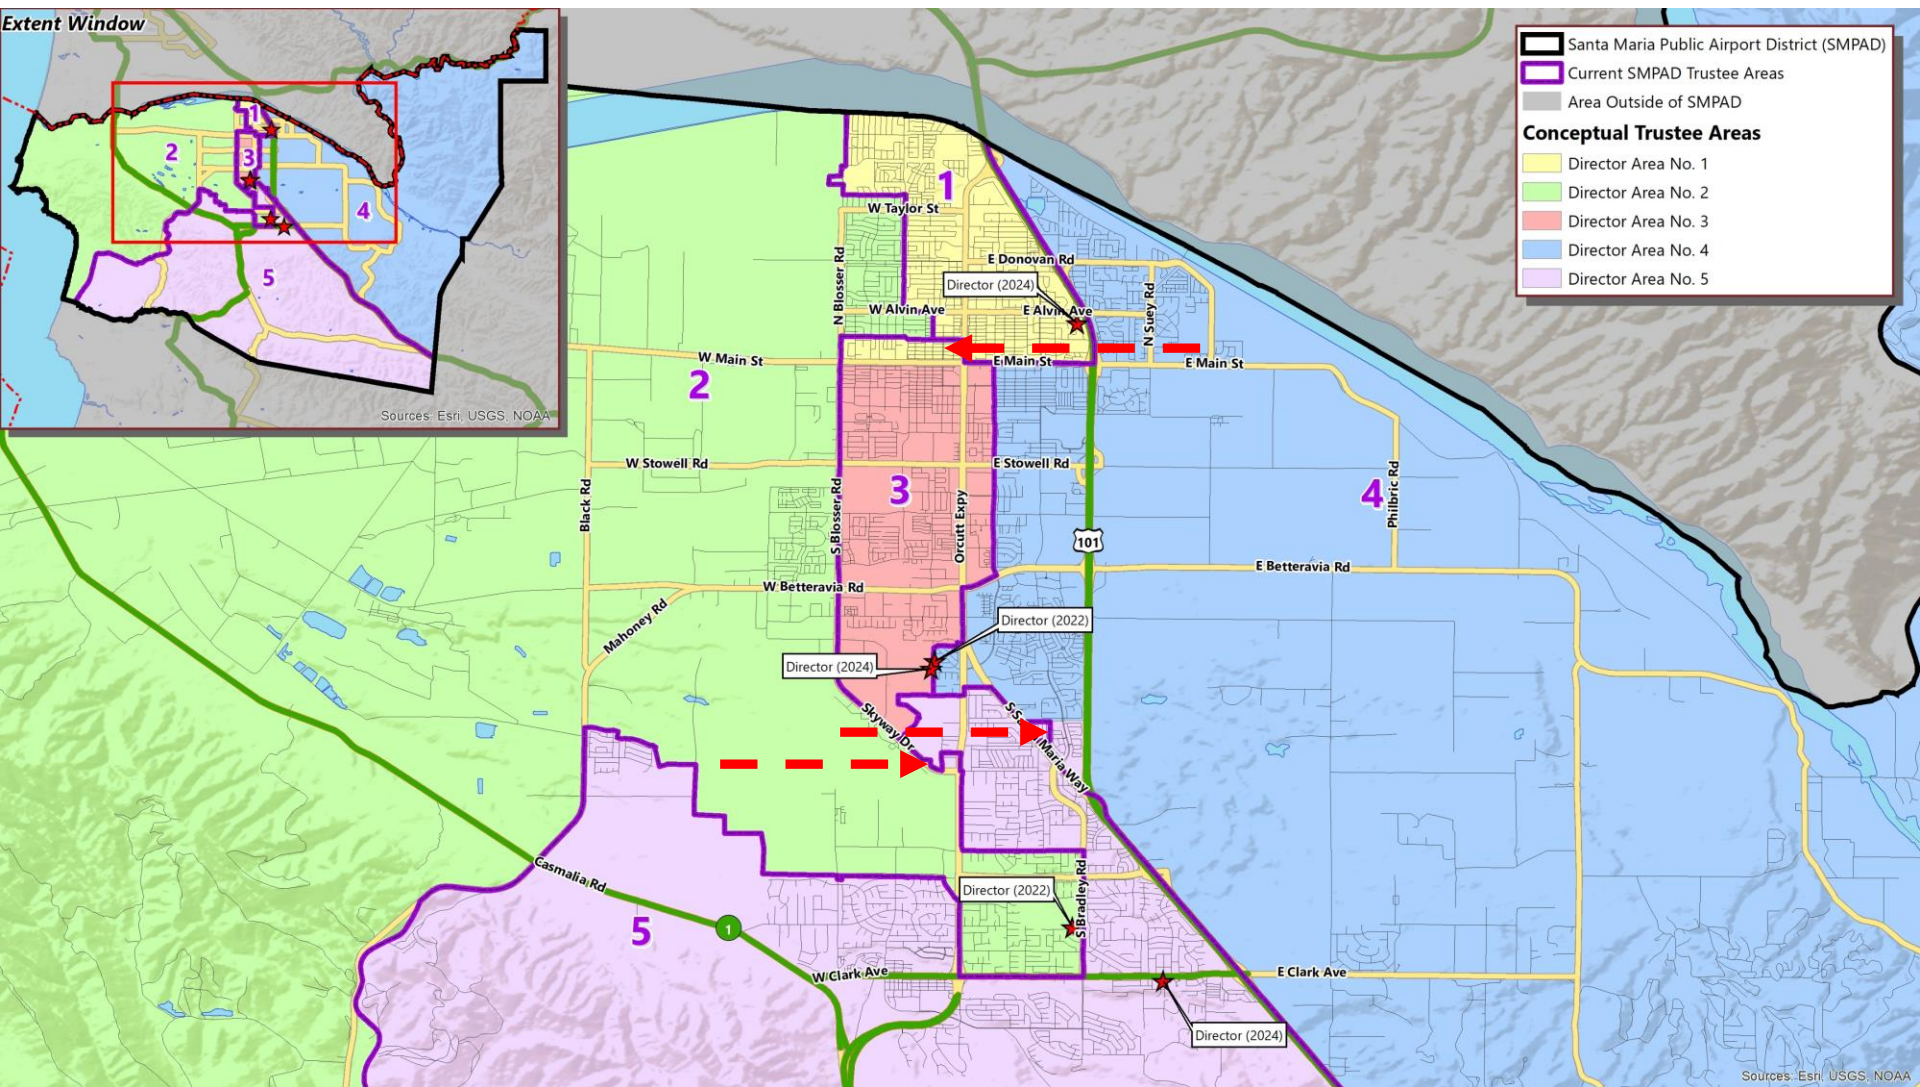 Extent Window
1
2
3
4
5
Sources: Esri, USGS, NOAA
Santa Maria Public Airport District (SMPAD)
Current SMPAD Trustee Areas
Area Outside of SMPAD
Conceptual Trustee Areas
Director Area No. 1
Director Area No. 2
Director Area No. 3
Director Area No. 4
Director Area No. 5
1
W Taylor St
N Blosser Rd
E Donovan Rd
Director (2024)
N Suey Rd
W Alvin Ave
E Alvin Ave
W Main St
E Main St
E Main St
2
W Stowell Rd
E Stowell Rd
Black Rd
S Blosser Rd
3
Orcutt Expy
4
Philbric Rd
101
W Betteravia Rd
E Betteravia Rd
Mahoney Rd
Director (2022)
Director (2024)
Skyway Dr
Maria Way
Casmalia Rd
Director (2022)
S Bradley Rd
5
1
W Clark Ave
E Clark Ave
Director (2024)
Sources: Esri, USGS, NOAA